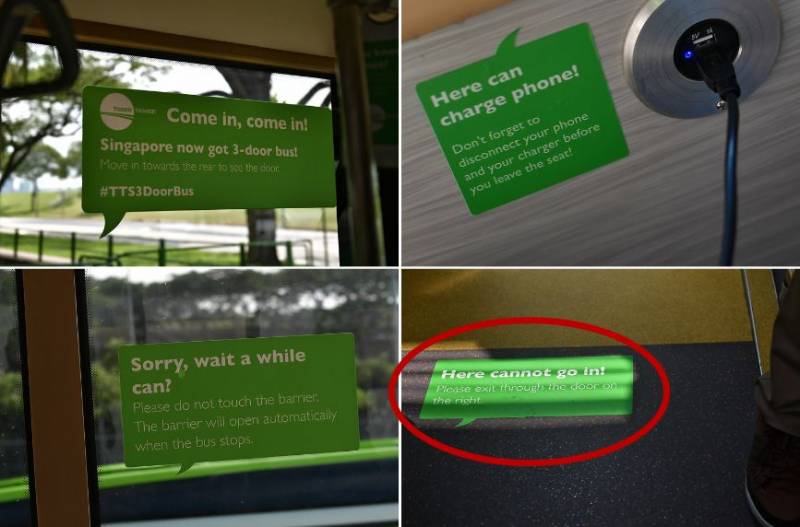 Come in, come in!
Singapore now got 3-door bus!
Move in towards the rear to see the door.
#TTS3DoorBus
Here can
charge phone!
Don't forget to
disconnect your phone
and your charger before
you leave the seat!
5V
Sorry, wait a while
can?
Please do not touch the barrier.
The barrier will open automatically
when the bus stops.
Here cannot go in!
Please exit through the door on
the right.